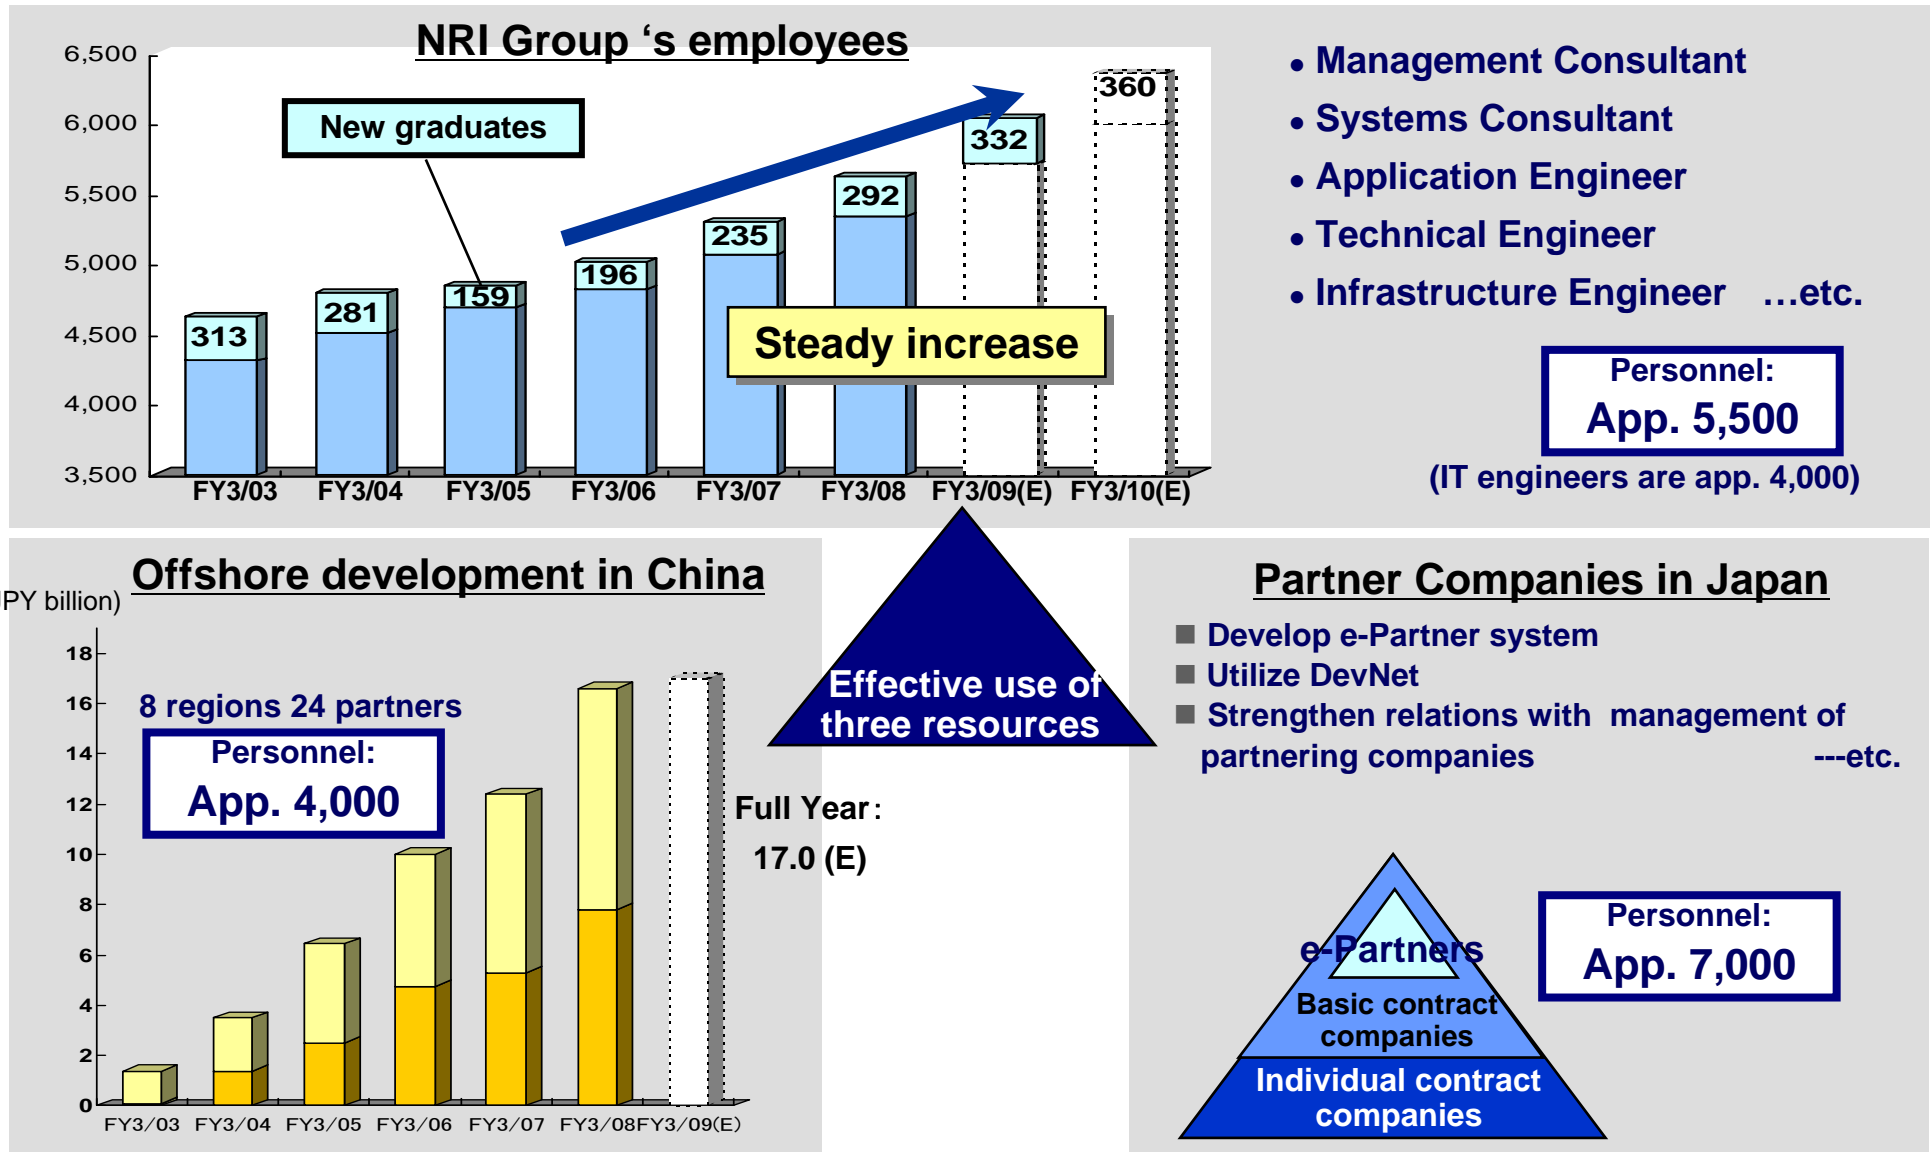 NRI Group ‘s employees
6,500
6,000
5,500
5,000
4,500
4,000
3,500
New graduates
313
281
159
196
235
292
332
360
Steady increase
FY3/03
FY3/04
FY3/05
FY3/06
FY3/07
FY3/08
FY3/09(E)
FY3/10(E)
● Management Consultant
● Systems Consultant
● Application Engineer
● Technical Engineer
● Infrastructure Engineer …etc.
Personnel:
App. 5,500
(IT engineers are app. 4,000)
Effective use of
three resources
Offshore development in China
PY billion)
18
16
14
12
10
8
6
4
2
0
8 regions 24 partners
Personnel:
App. 4,000
FY3/03
FY3/04
FY3/05
FY3/06
FY3/07
FY3/08
FY3/09(E)
Full Year:
17.0 (E)
Partner Companies in Japan
■ Develop e-Partner system
■ Utilize DevNet
■ Strengthen relations with management of
partnering companies ---etc.
e-Partners
Basic contract
companies
Individual contract
companies
Personnel:
App. 7,000